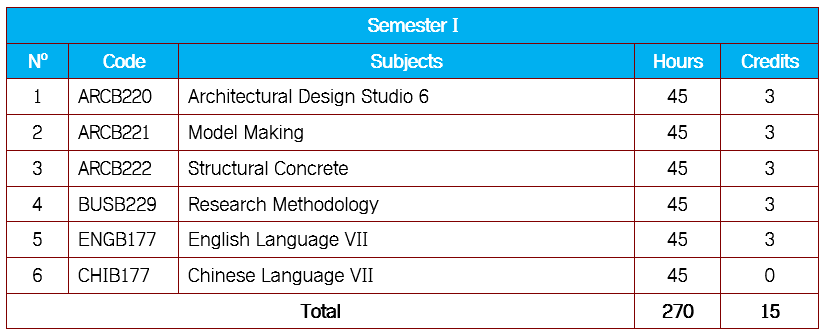 Semester I
Nº Code Subjects Hours Credits
1 ARCB220 Architectural Design Studio 6 45 3
2 ARCB221 Model Making 45 3
3 ARCB222 Structural Concrete 45 3
4 BUSB229 Research Methodology 45 3
5 ENGB177 English Language VII 45 3
6 CHIB177 Chinese Language VII 45 0
Total 270 15